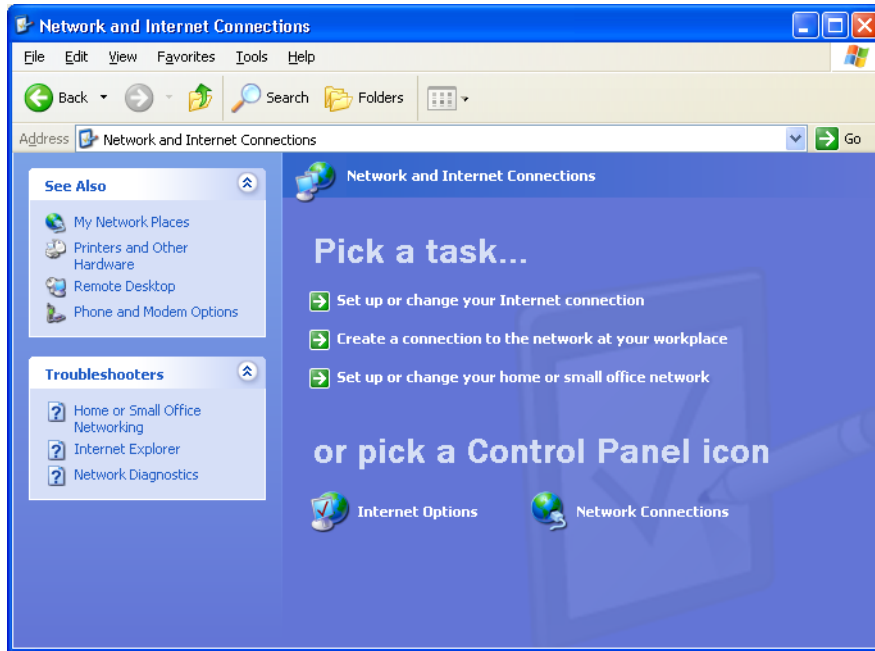 Network and Internet Connections
File Edit View Favorites Tools Help
Back Search Folders
Address Network and Internet Connections Go
See Also
My Network Places
Printers and Other
Hardware
Remote Desktop
Phone and Modem Options
Troubleshooters
Home or Small Office
Networking
Internet Explorer
Network Diagnostics
Network and Internet Connections
Pick a task...
Set up or change your Internet connection
Create a connection to the network at your workplace
Set up or change your home or small office network
or pick a Control Panel icon
Internet Options Network Connections